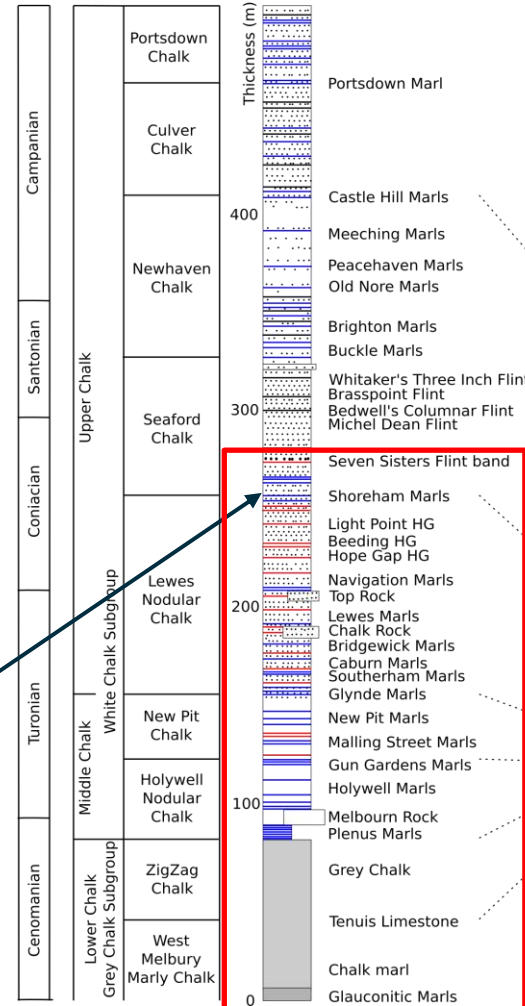 Campanian
Santonian
Coniacian
Turonian
Cenomanian
Upper Chalk
Middle Chalk
Lower Chalk
White Chalk Subgroup
Grey Chalk Subgroup
Portsdown
Chalk
Culver
Chalk
Newhaven
Chalk
Seaford
Chalk
Lewes
Nodular
Chalk
New Pit
Chalk
Holywell
Nodular
Chalk
ZigZag
Chalk
West
Melbury
Marly Chalk
Thickness (m)
400
300
200
100
0
Portsdown Marl
Castle Hill Marls
Meeching Marls
Peacehaven Marls
Old Nore Marls
Brighton Marls
Buckle Marls
Whitaker's Three Inch Flint
Brasspoint Flint
Bedwell's Columnar Flint
Michel Dean Flint
Seven Sisters Flint band
Shoreham Marls
Light Point HG
Beeding HG
Hope Gap HG
Navigation Marls
Top Rock
Lewes Marls
Chalk Rock
Bridgewick Marls
Caburn Marls
Southerham Marls
Glynde Marls
New Pit Marls
Malling Street Marls
Gun Gardens Marls
Holywell Marls
Melbourn Rock
Plenus Marls
Grey Chalk
Tenuis Limestone
Chalk marl
Glauconitic Marls